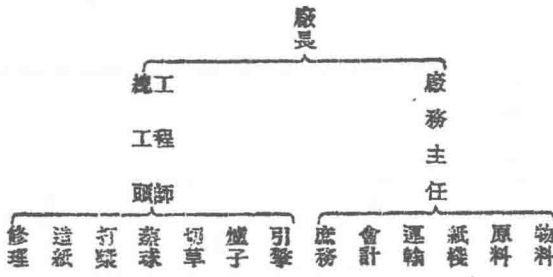 廠長
廠務主任
工程師
總工頭
物料
原料
紙棧
運輸
會計
庶務
引擎
爐子
切草
蒸球
打漿
造紙
修理